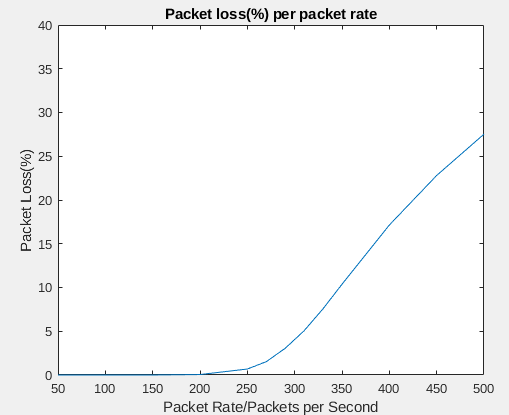 Packet loss(%) per packet rate
40
35
30
25
20
15
10
5
0
Packet Loss(%)
50 100 150 200 250 300 350 400 450 500
Packet Rate/Packets per Second